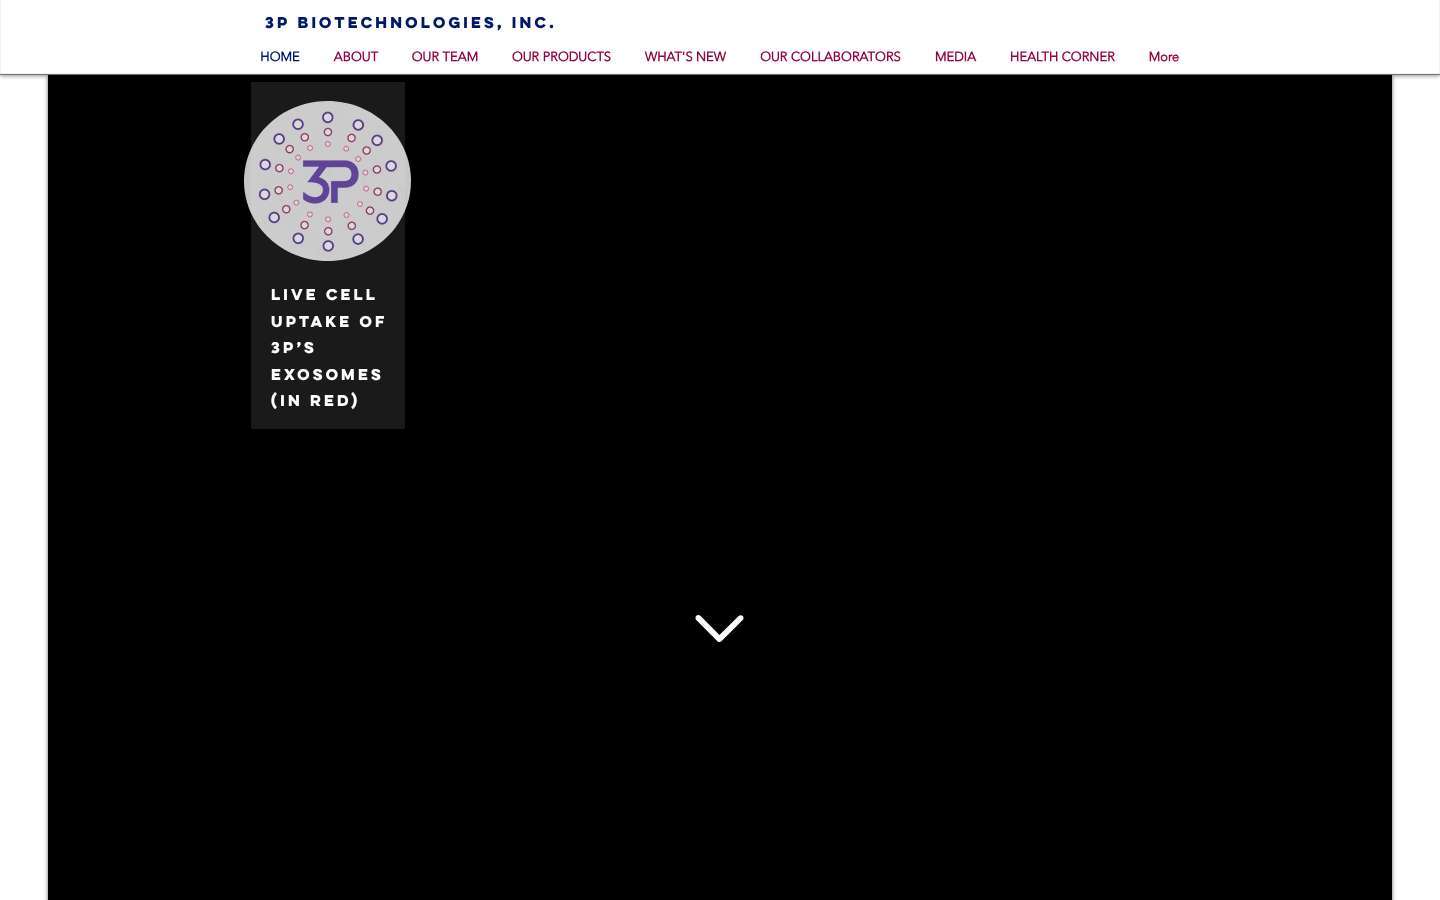 3P BIOTECHNOLOGIES, INC.
HOME ABOUT OUR TEAM OUR PRODUCTS WHAT'S NEW OUR COLLABORATORS MEDIA HEALTH CORNER More
3P
LIVE CELL
UPTAKE OF
3P'S
EXOSOMES
(IN RED)